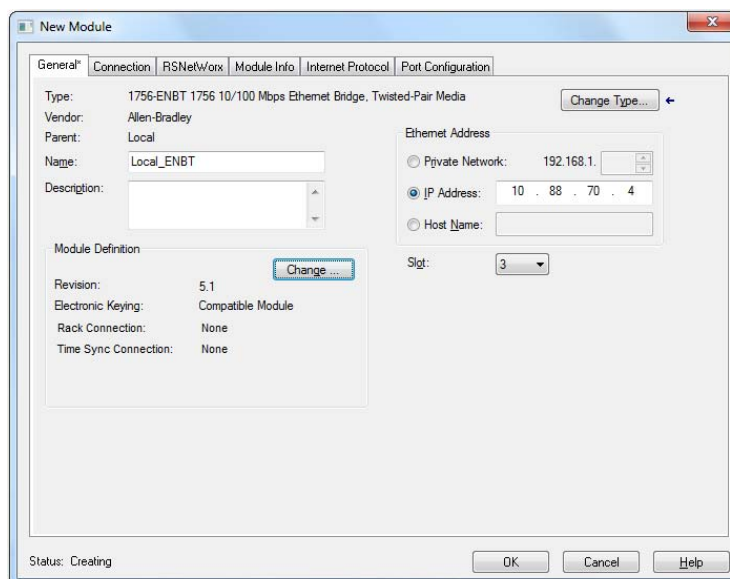 New Module
General* Connection RSNetWorx Module Info Internet Protocol Port Configuration
Type: 1756-ENBT 1756 10/100 Mbps Ethernet Bridge, Twisted-Pair Media
Change Type...
Vendor: Allen-Bradley
Parent: Local
Name: Local_ENBT
Description:
Ethernet Address
Private Network: 192.168.1.
IP Address: 10 . 88 . 70 . 4
Host Name:
Module Definition
Change ...
Revision: 5.1
Electronic Keying: Compatible Module
Rack Connection: None
Time Sync Connection: None
Slot: 3
Status: Creating
OK Cancel Help